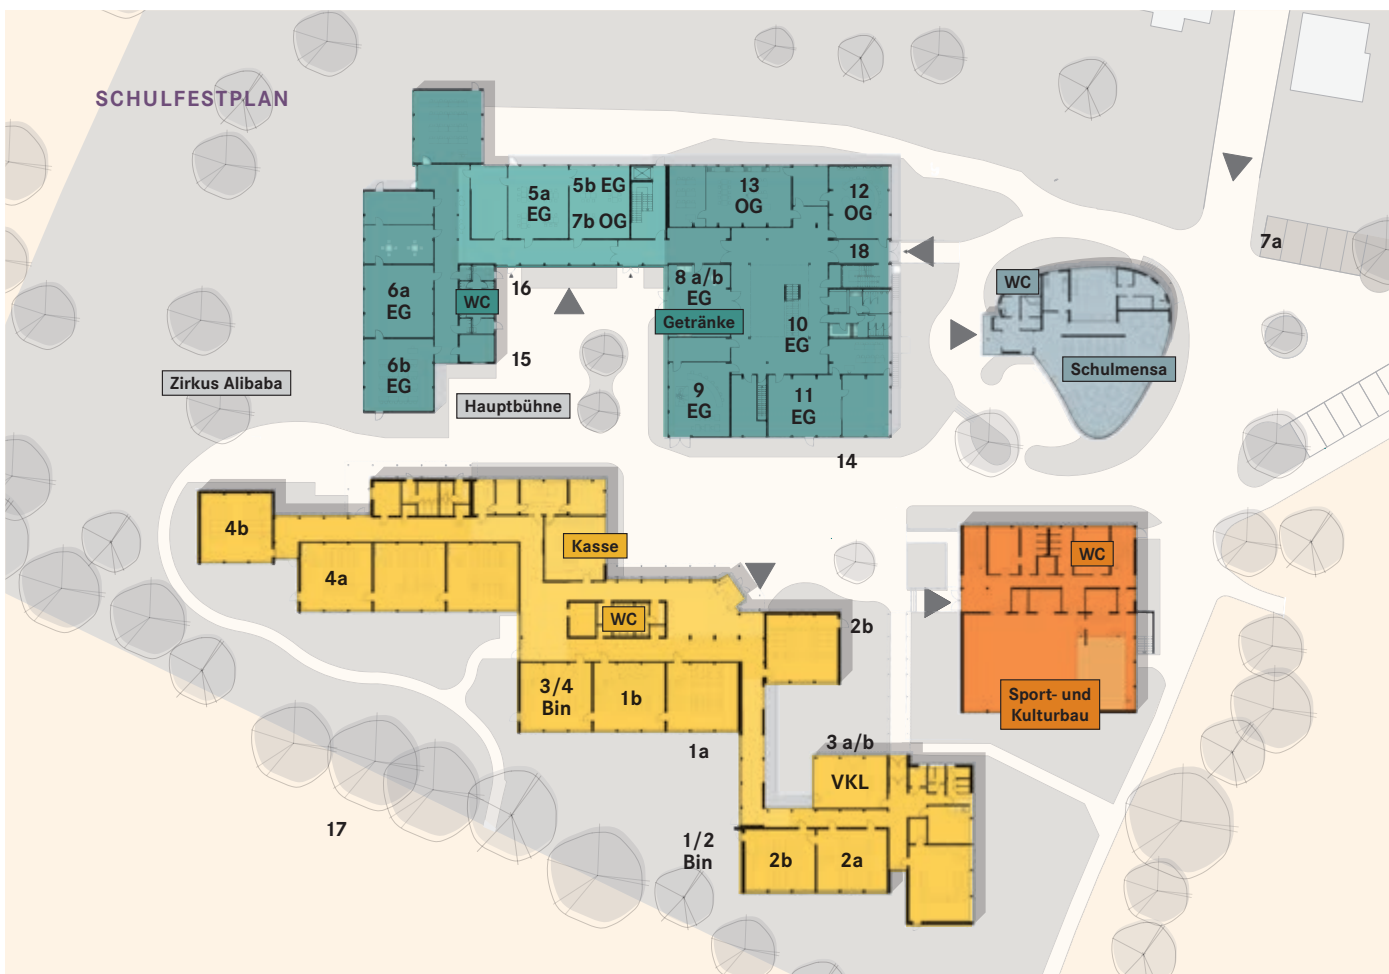 SCHULFESTPLAN
5a
EG
5b EG
7b OG
13
OG
12
OG
18
7a
6a
EG
WC
16
8 a/b
EG
Getränke
10
EG
WC
Schulmensa
15
6b
EG
Zirkus Alibaba
Hauptbühne
9
EG
11
EG
14
4b
4a
Kasse
WC
WC
2b
3/4
Bin
1b
1a
Sport- und
Kulturbau
3 a/b
VKL
17
1/2
Bin
2b
2a